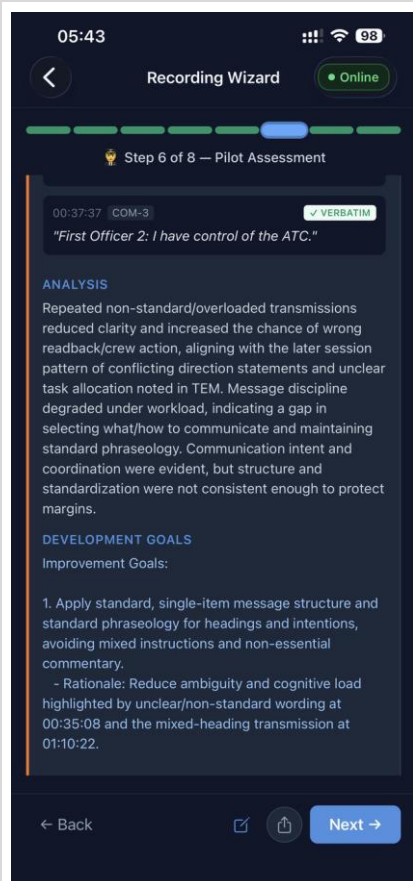 05:43
98
Recording Wizard
Online
Step 6 of 8 — Pilot Assessment
00:37:37 COM-3
✓ VERBATIM
"First Officer 2: I have control of the ATC."
ANALYSIS
Repeated non-standard/overloaded transmissions
reduced clarity and increased the chance of wrong
readback/crew action, aligning with the later session
pattern of conflicting direction statements and unclear
task allocation noted in TEM. Message discipline
degraded under workload, indicating a gap in
selecting what/how to communicate and maintaining
standard phraseology. Communication intent and
coordination were evident, but structure and
standardization were not consistent enough to protect
margins.
DEVELOPMENT GOALS
Improvement Goals:
1. Apply standard, single-item message structure and
standard phraseology for headings and intentions,
avoiding mixed instructions and non-essential
commentary.
- Rationale: Reduce ambiguity and cognitive load
highlighted by unclear/non-standard wording at
00:35:08 and the mixed-heading transmission at
01:10:22.
← Back
Next →